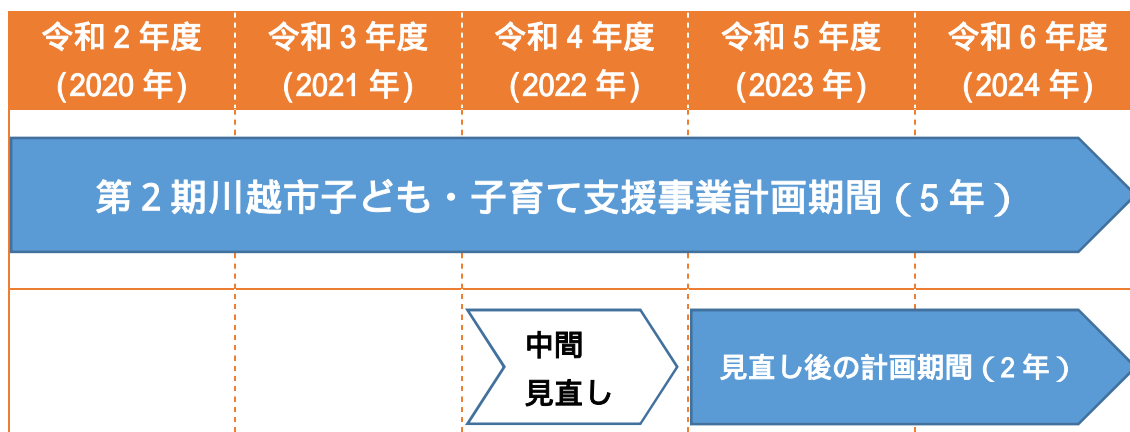 令和２年度
(2020 年)
令和３年度
(2021 年)
令和４年度
(2022 年)
令和５年度
(2023 年)
令和６年度
(2024 年)
第２期川越市子ども・子育て支援事業計画期間（５年）
中間
見直し
見直し後の計画期間（２年）